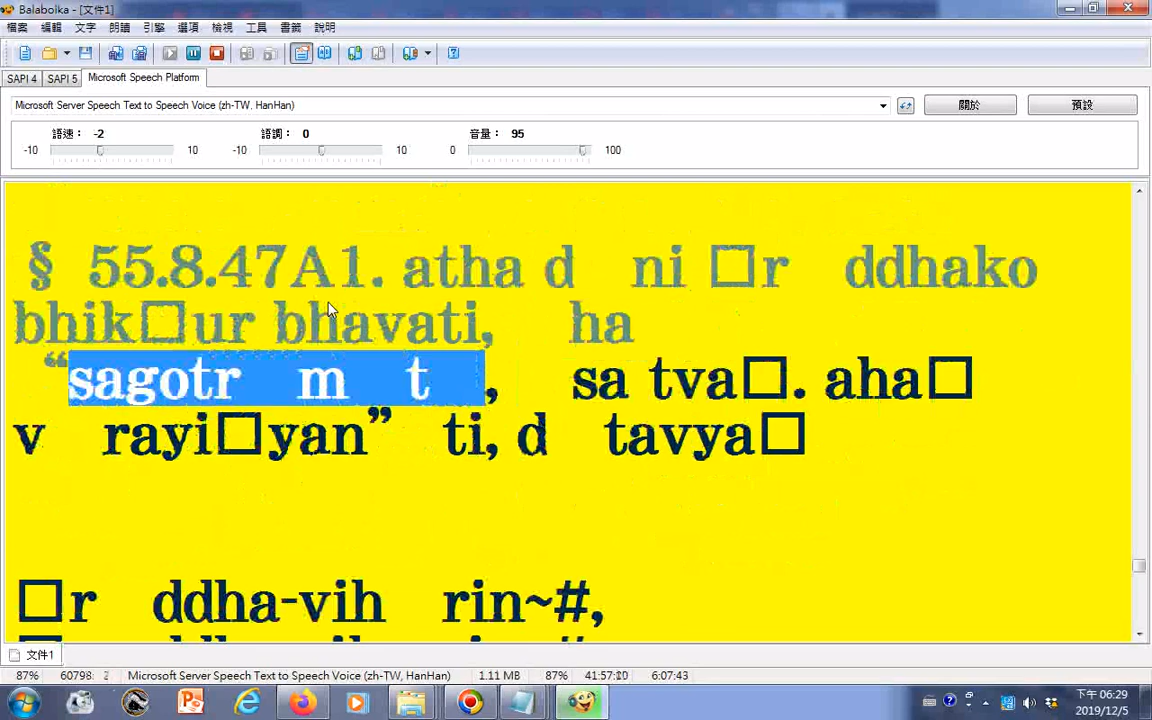 Balabolka - [文件1]
檔案 編輯 文字 朗讀 引擎 選項 檢視 工具 書籤 說明
SAPI 4 SAPI 5 Microsoft Speech Platform
Microsoft Server Speech Text to Speech Voice (zh-TW, HanHan) 關於 預設
語速： -2 語調： 0 音量： 95
-10 10 -10 10 0 100
§ 55.8.47A1. atha d ni □r ddhako
bhik□ur bhavati, ha
“sagotr m t , sa tva□. aha□
v rayi□yan” ti, d tavya□
□r ddha-vih rin~#,
文件1
87% 60798: Microsoft Server Speech Text to Speech Voice (zh-TW, HanHan) 1.11 MB 87% 6:07:43
下午 06:29
2019/12/5